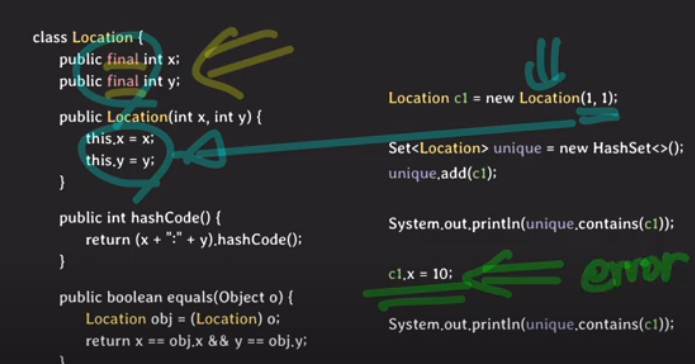 class Location {
public final int x;
public final int y;
public Location(int x, int y) {
this.x = x;
this.y = y;
}
public int hashCode() {
return (x + ":" + y).hashCode();
}
public boolean equals(Object o) {
Location obj = (Location) o;
return x == obj.x && y == obj.y;
}
Location c1 = new Location(1, 1);
Set<Location> unique = new HashSet<>();
unique.add(c1);
System.out.println(unique.contains(c1));
c1.x = 10;
error
System.out.println(unique.contains(c1));